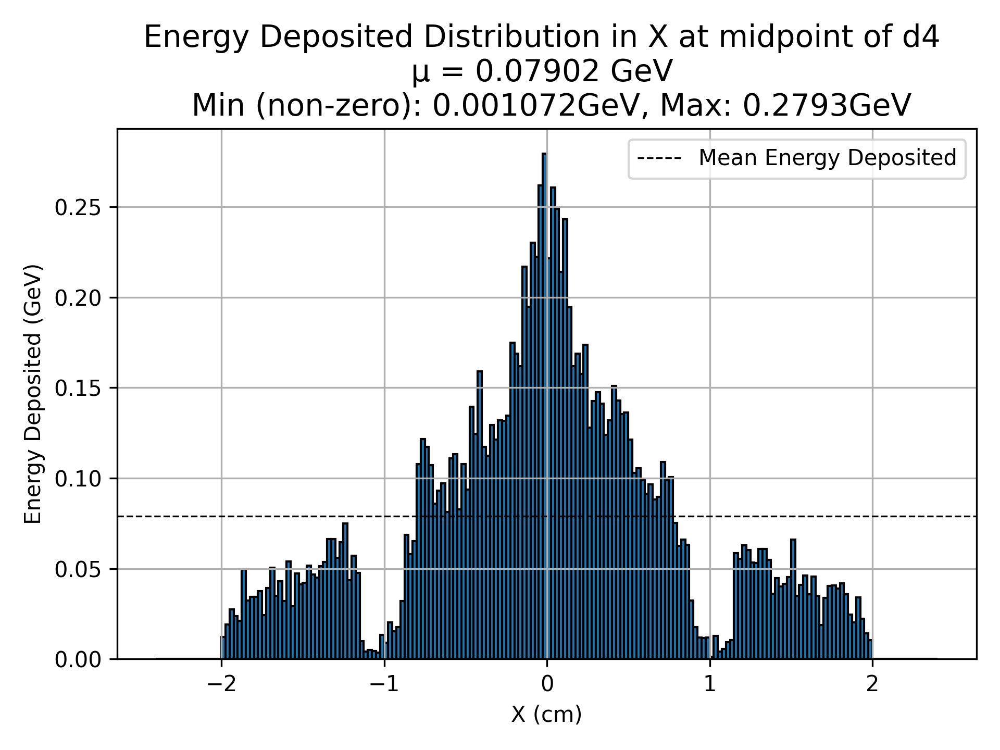 Energy Deposited Distribution in X at midpoint of d4
μ = 0.07902 GeV
Min (non-zero): 0.001072GeV, Max: 0.2793GeV
Mean Energy Deposited
Energy Deposited (GeV)
0.25
0.20
0.15
0.10
0.05
0.00
−2 −1 0 1 2
X (cm)